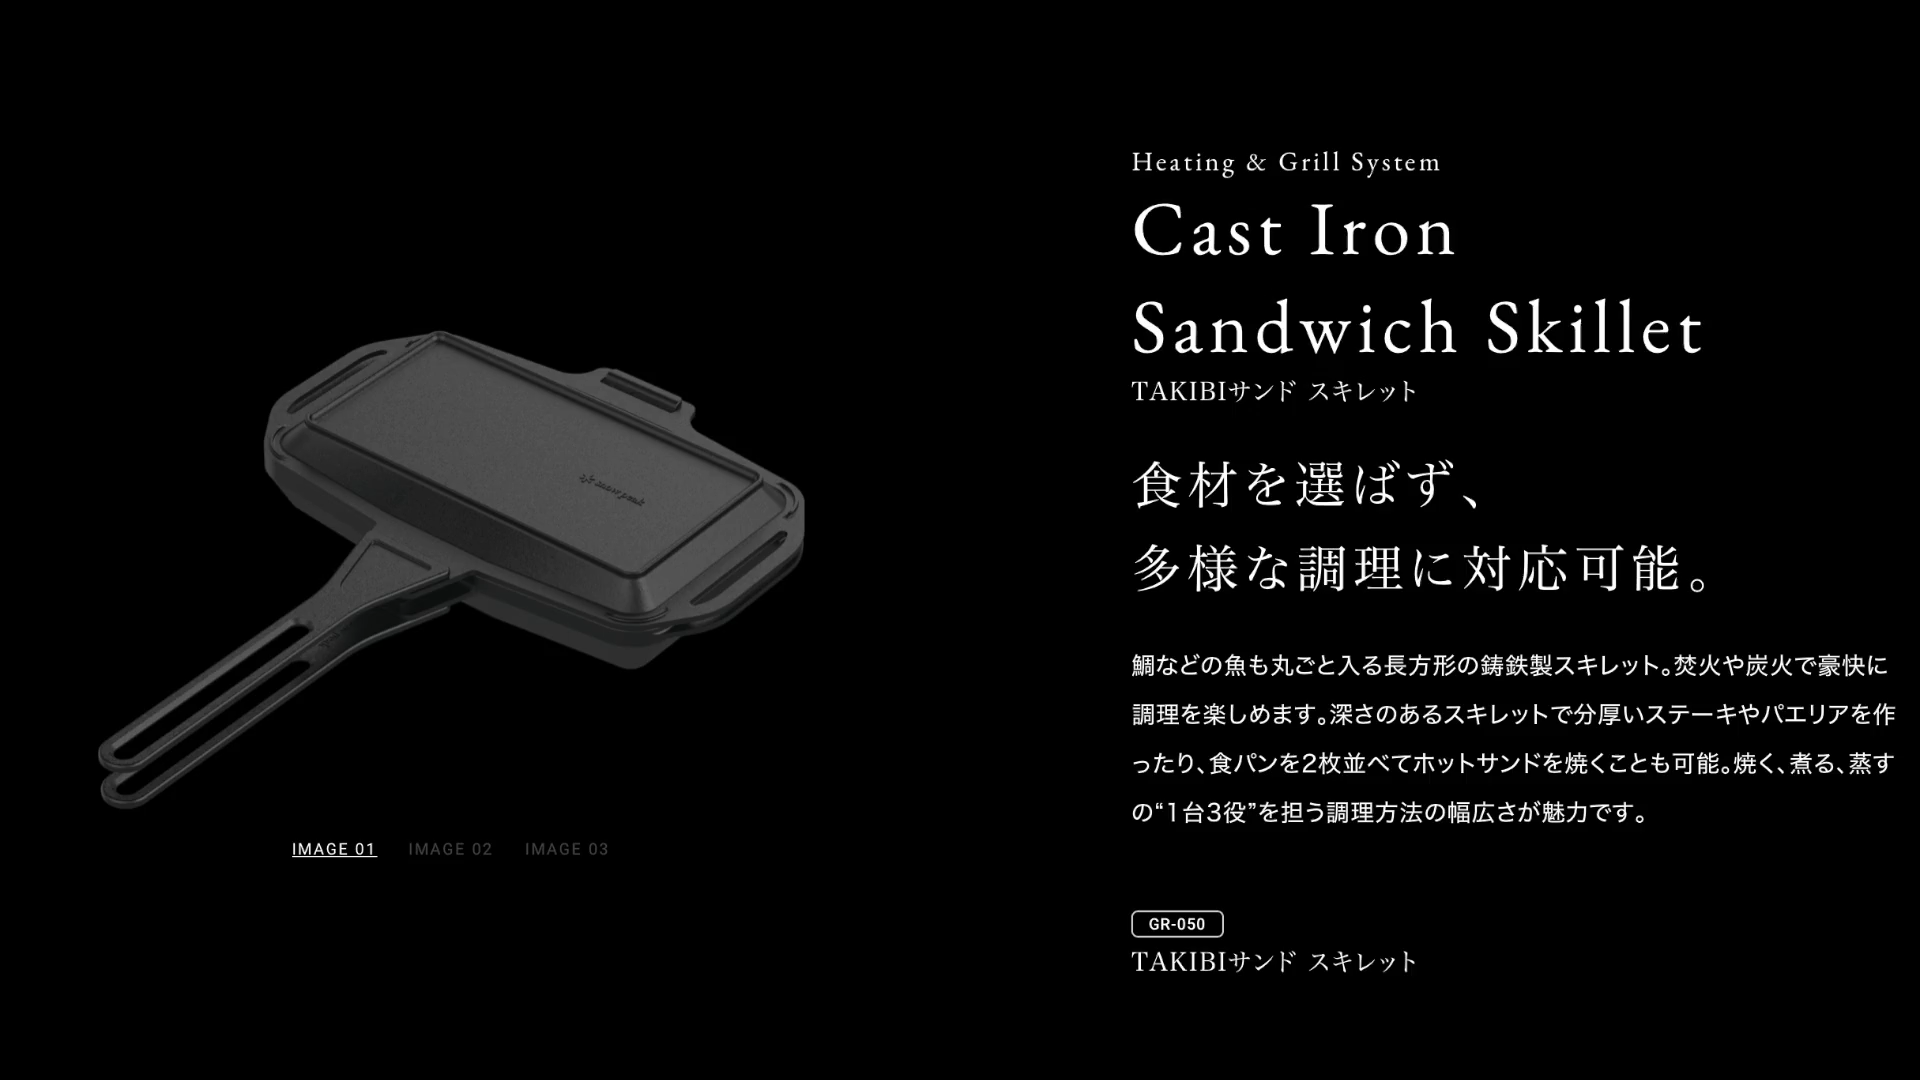 Heating & Grill System
Cast Iron
Sandwich Skillet
TAKIBIサンド スキレット
食材を選ばず、
多様な調理に対応可能。
鯛などの魚も丸ごと入る長方形の鋳鉄製スキレット。焚火や炭火で豪快に
調理を楽しめます。深さのあるスキレットで分厚いステーキやパエリアを作
ったり、食パンを2枚並べてホットサンドを焼くことも可能。焼く、煮る、蒸す
の“1台3役”を担う調理方法の幅広さが魅力です。
snow peak
IMAGE 01 IMAGE 02 IMAGE 03
GR-050
TAKIBIサンド スキレット